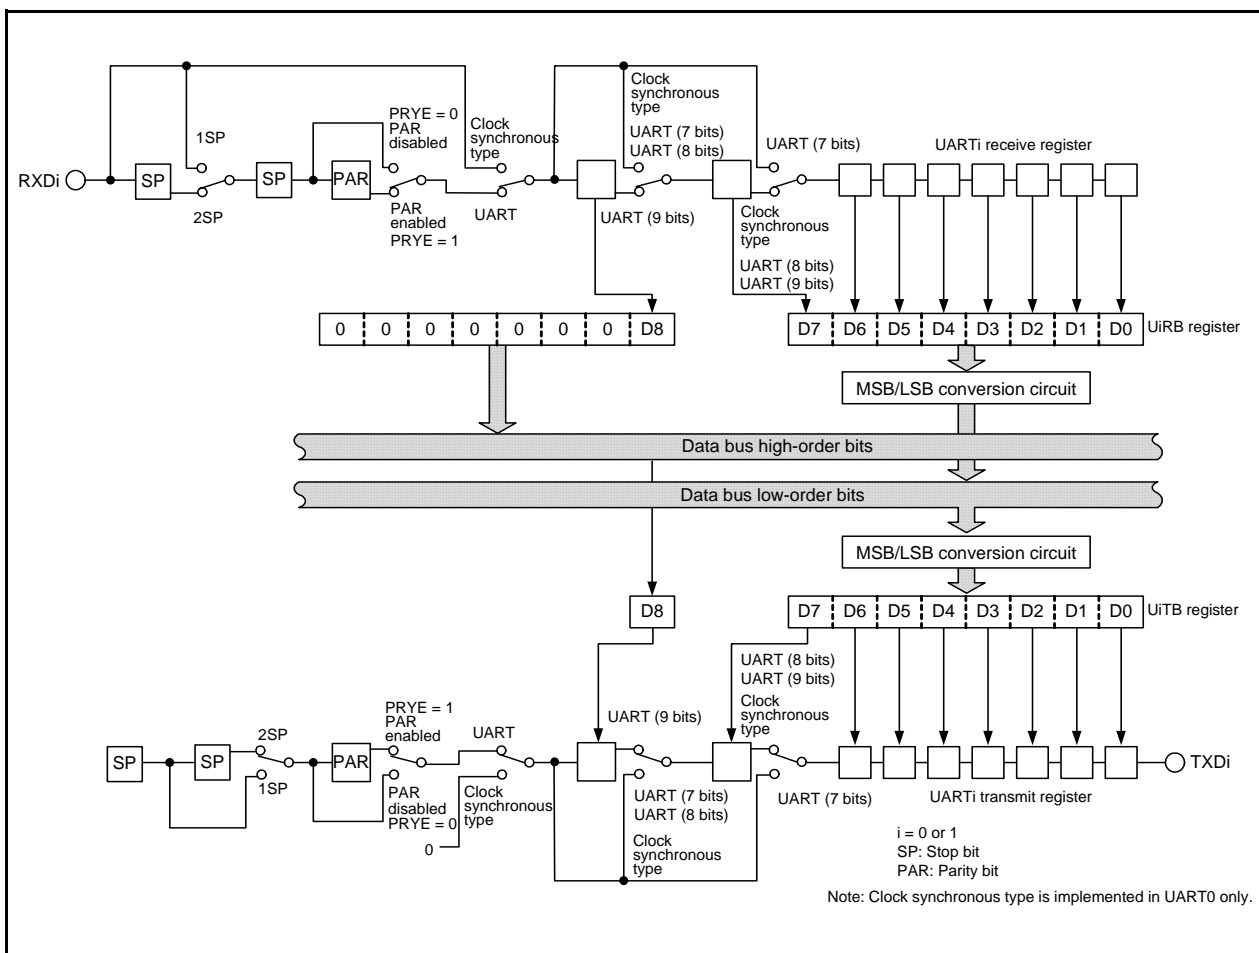 Clock
synchronous
type
PRYE = 0
PAR
disabled
Clock
synchronous
type
1SP
UART (7 bits)
UART (8 bits)
UART (7 bits)
UARTi receive register
RXDi
SP
SP
PAR
2SP
PAR
enabled
PRYE = 1
UART
UART (9 bits)
Clock
synchronous
type
UART (8 bits)
UART (9 bits)
0 0 0 0 0 0 0 D8
D7 D6 D5 D4 D3 D2 D1 D0
UiRB register
MSB/LSB conversion circuit
Data bus high-order bits
Data bus low-order bits
MSB/LSB conversion circuit
D8
D7 D6 D5 D4 D3 D2 D1 D0
UiTB register
UART (8 bits)
UART (9 bits)
Clock
synchronous
type
PRYE = 1
PAR
enabled
UART
UART (9 bits)
2SP
SP
SP
1SP
PAR
TXDi
PAR
disabled
PRYE = 0
0
Clock
synchronous
type
UART (7 bits)
UART (8 bits)
Clock
synchronous
type
UART (7 bits)
UARTi transmit register
i = 0 or 1
SP: Stop bit
PAR: Parity bit
Note: Clock synchronous type is implemented in UART0 only.